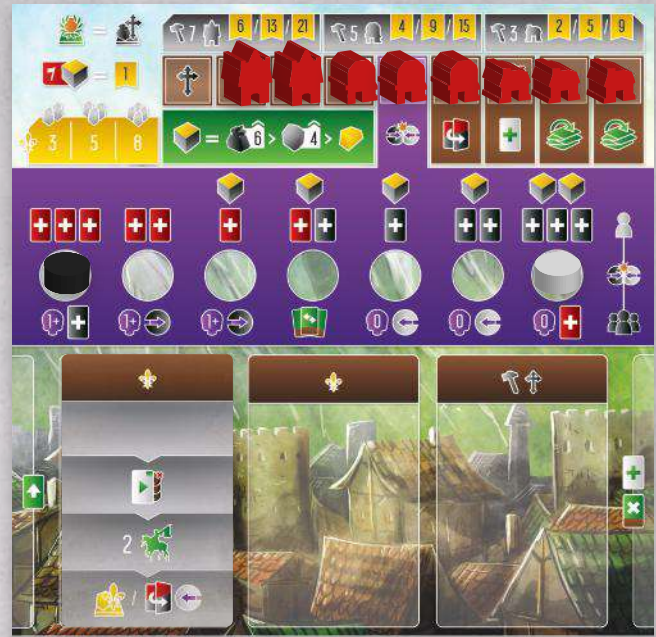 = 7 6 / 13 / 21 5 4 / 9 / 15 3 2 / 5 / 9
7 = 1
3 5 8 = 6 > 4 >
+ + + + + + + + + + + + + +
1+ + 1+ 1+ 0 0 0 +
2
/
+